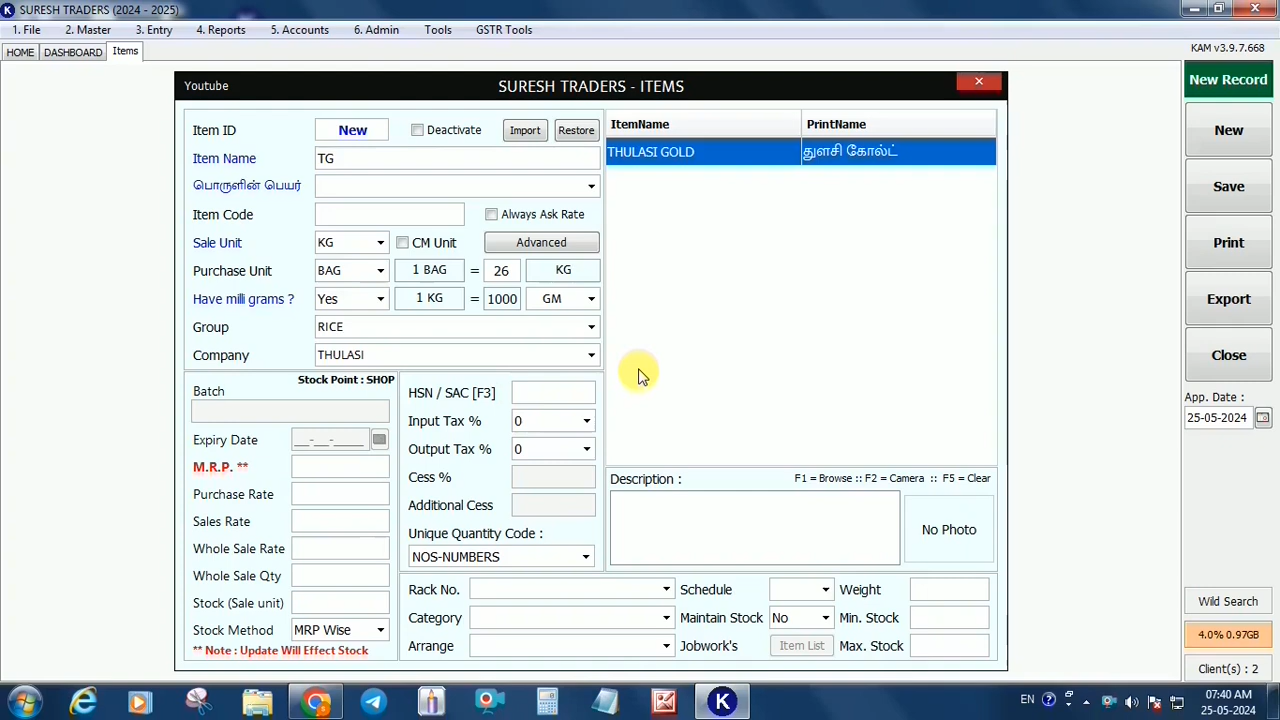 SURESH TRADERS (2024 - 2025)
1. File 2. Master 3. Entry 4. Reports 5. Accounts 6. Admin Tools GSTR Tools
HOME DASHBOARD Items
KAM v3.9.7.668
Youtube SURESH TRADERS - ITEMS
New Record
New
Save
Print
Export
Close
App. Date :
25-05-2024
Wild Search
4.0% 0.97GB
Client(s) : 2
Item ID New Deactivate Import Restore
Item Name TG
பொருளின் பெயர்
Item Code Always Ask Rate
Sale Unit KG CM Unit Advanced
Purchase Unit BAG 1 BAG = 26 KG
Have milli grams ? Yes 1 KG = 1000 GM
Group RICE
Company THULASI
ItemName PrintName
THULASI GOLD துளசி கோல்ட்
Stock Point : SHOP
Batch
Expiry Date __-__-____
M.R.P. **
Purchase Rate
Sales Rate
Whole Sale Rate
Whole Sale Qty
Stock (Sale unit)
Stock Method MRP Wise
** Note : Update Will Effect Stock
HSN / SAC [F3]
Input Tax % 0
Output Tax % 0
Cess %
Additional Cess
Unique Quantity Code :
NOS-NUMBERS
Description : F1 = Browse :: F2 = Camera :: F5 = Clear
No Photo
Rack No. Schedule Weight
Category Maintain Stock No Min. Stock
Arrange Jobwork's Item List Max. Stock
EN 07:40 AM
25-05-2024